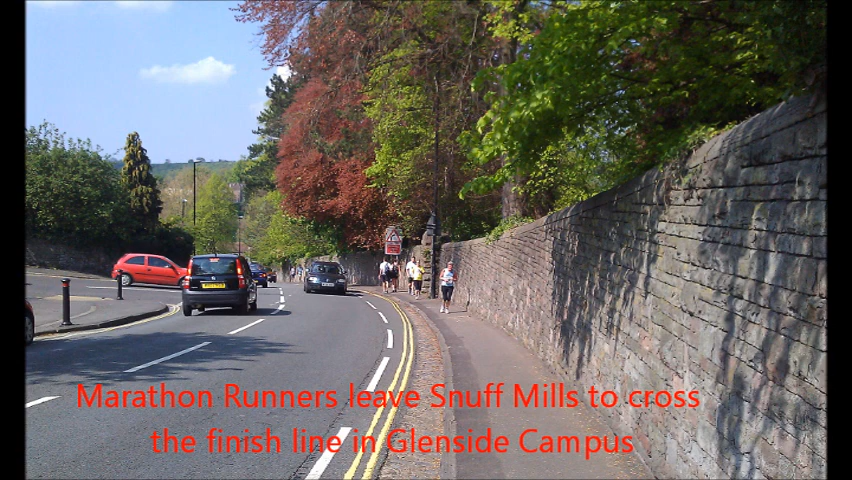 Marathon Runners leave Snuff Mills to cross
the finish line in Glenside Campus